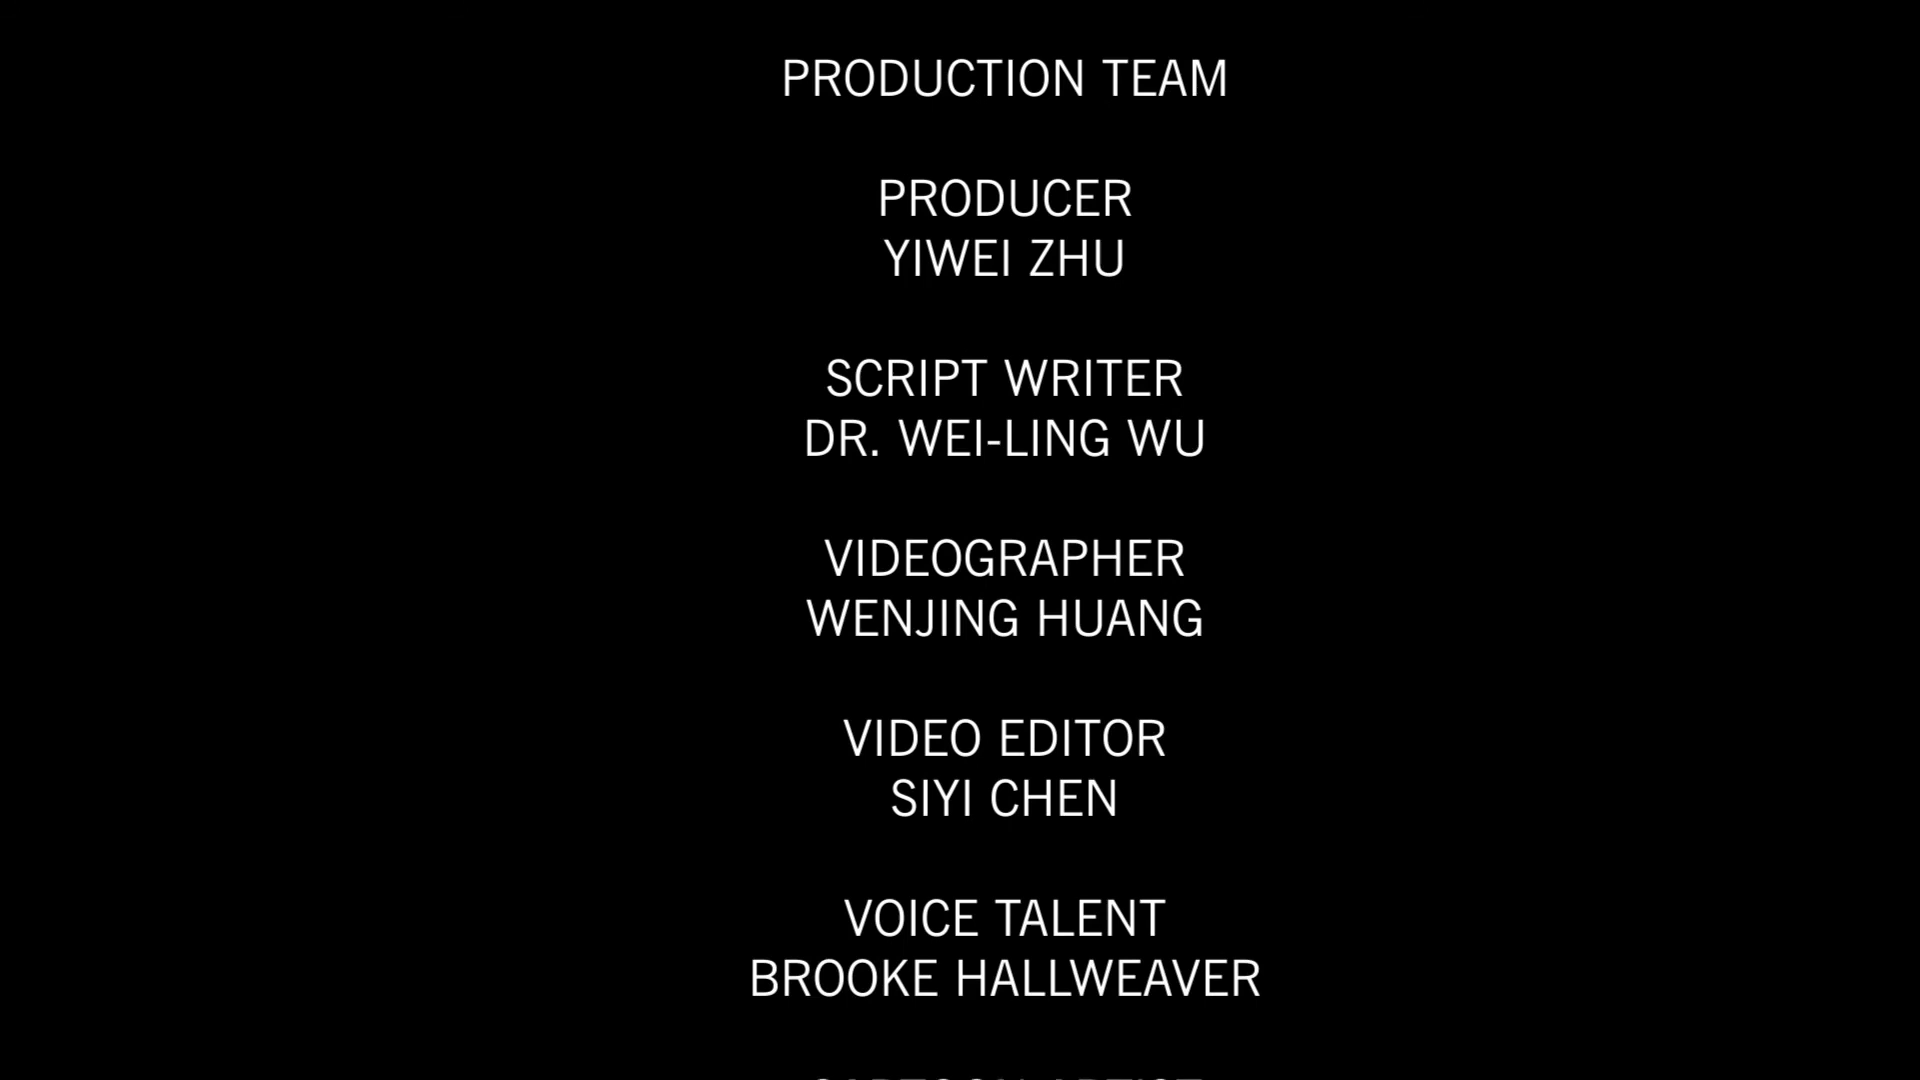 PRODUCTION TEAM
PRODUCER
YIWEI ZHU
SCRIPT WRITER
DR. WEI-LING WU
VIDEOGRAPHER
WENJING HUANG
VIDEO EDITOR
SIYI CHEN
VOICE TALENT
BROOKE HALLWEAVER